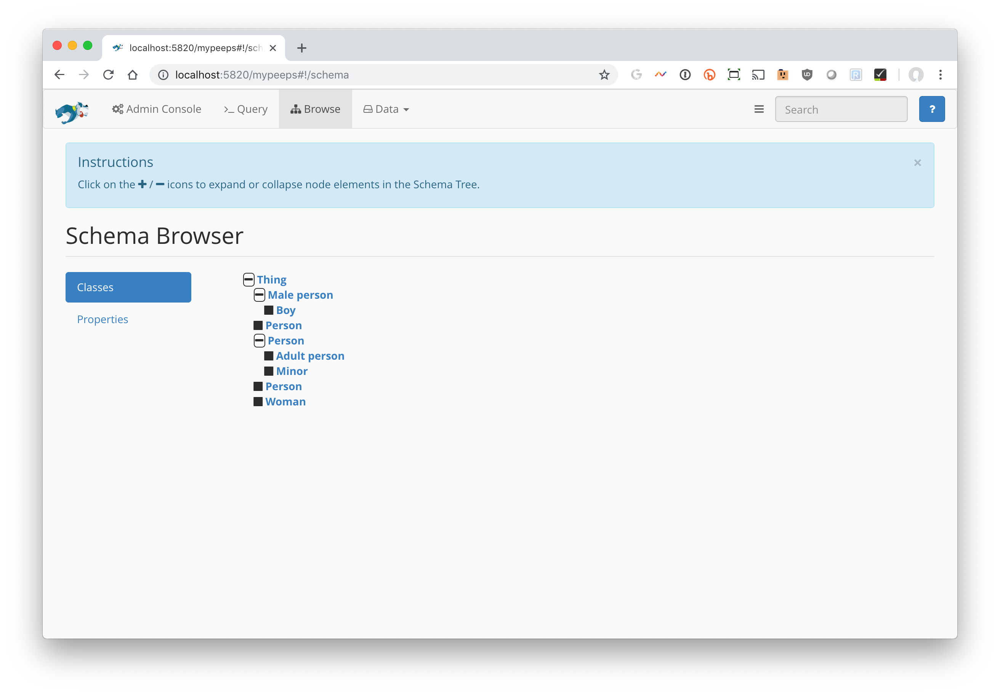 localhost:5820/mypeeps#!/sch
localhost:5820/mypeeps#!/schema
Admin Console
Query
Browse
Data
Search
?
Instructions
Click on the + / − icons to expand or collapse node elements in the Schema Tree.
Schema Browser
Classes
Properties
Thing
Male person
Boy
Person
Person
Adult person
Minor
Person
Woman